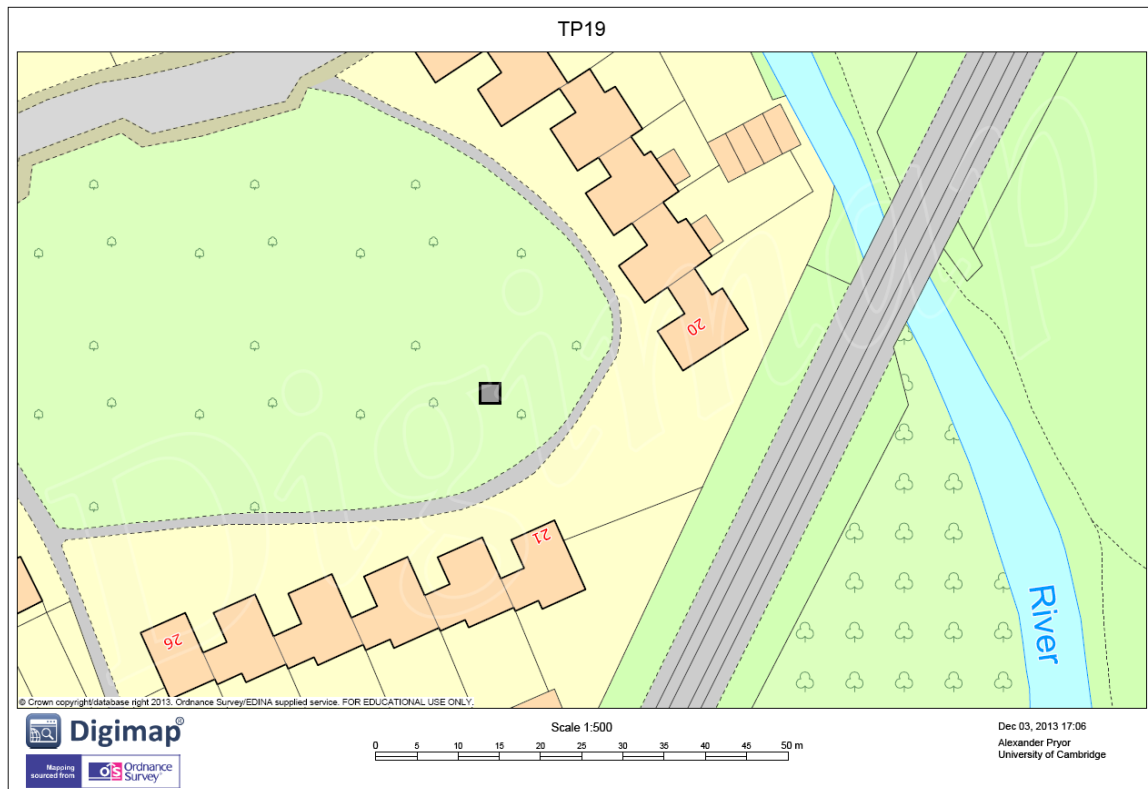 TP19
20
21
26
River
Digimap
© Crown copyright/database right 2013. Ordnance Survey/EDINA supplied service. FOR EDUCATIONAL USE ONLY.
Digimap®
Mapping
sourced from
OS Ordnance
Survey®
Scale 1:500
0 5 10 15 20 25 30 35 40 45 50 m
Dec 03, 2013 17:06
Alexander Pryor
University of Cambridge